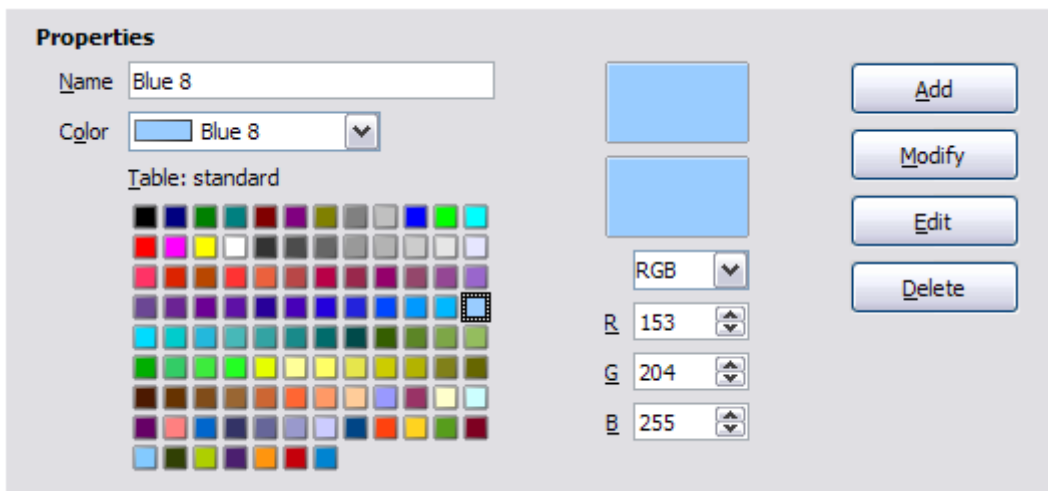 Properties
Name Blue 8
Color Blue 8
Table: standard
RGB
R 153
G 204
B 255
Add
Modify
Edit
Delete